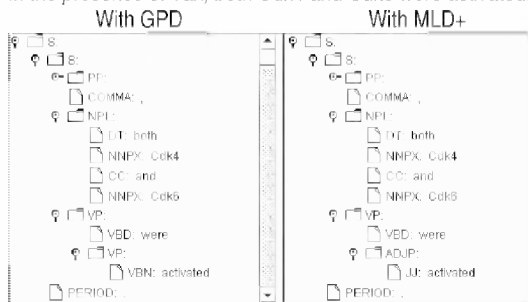 With GPD
With MLD+
S:
S:
PP:
COMMA: ,
NPL:
DT: both
NNPX: Cdk4
CC: and
NNPX: Cdk6
VP:
VBD: were
VP:
VBN: activated
PERIOD: .
S:
S:
PP:
COMMA: ,
NPL:
DT: both
NNPX: Cdk4
CC: and
NNPX: Cdk6
VP:
VBD: were
ADJP:
JJ: activated
PERIOD: .